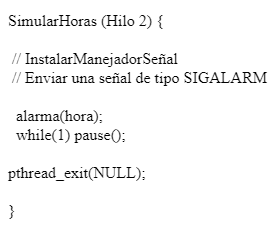 SimularHoras (Hilo 2) {
// InstalarManejadorSeñal
// Enviar una señal de tipo SIGALARM
alarma(hora);
while(1) pause();
pthread_exit(NULL);
}